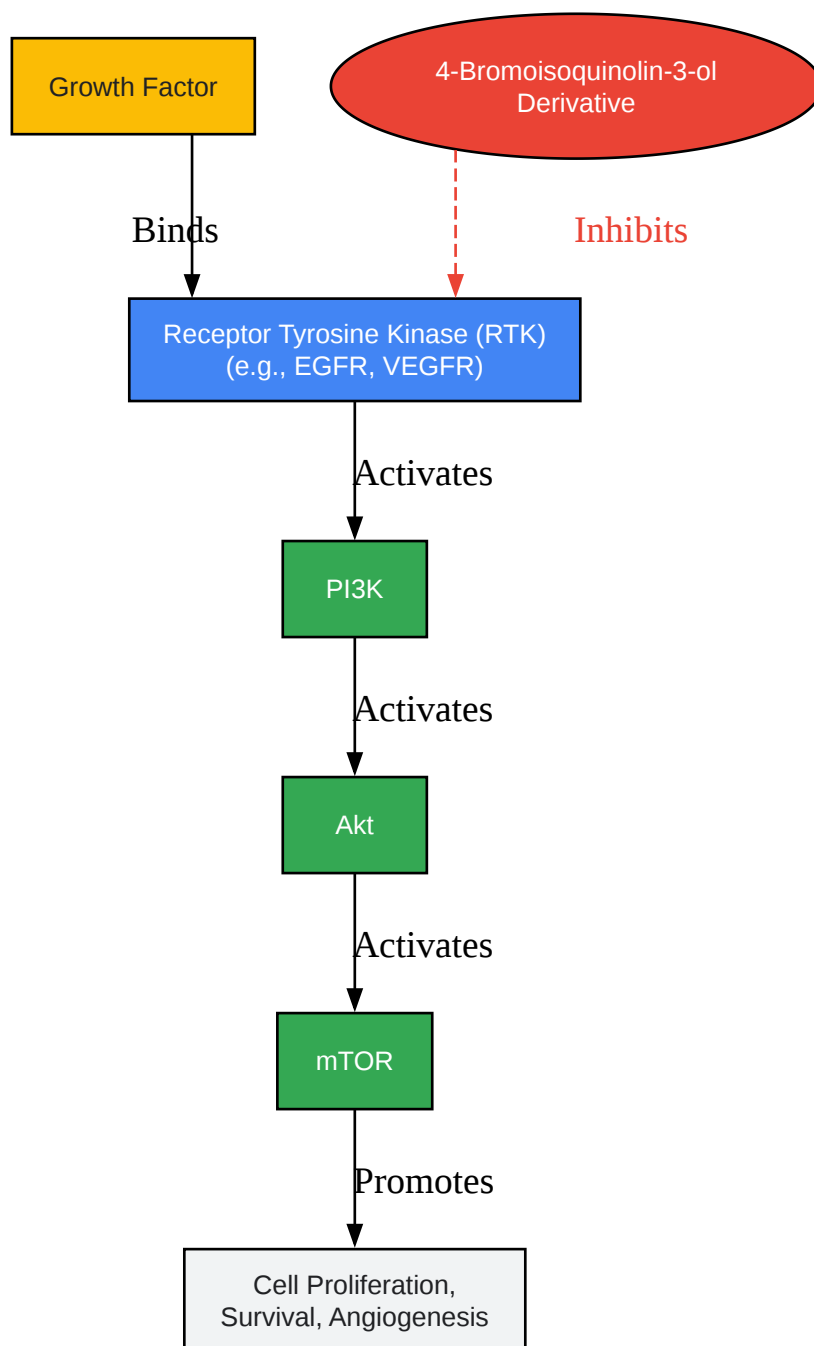 Growth Factor
4-Bromoisoquinolin-3-ol
Derivative
Binds
Inhibits
Receptor Tyrosine Kinase (RTK)
(e.g., EGFR, VEGFR)
Activates
PI3K
Activates
Akt
Activates
mTOR
Promotes
Cell Proliferation,
Survival, Angiogenesis